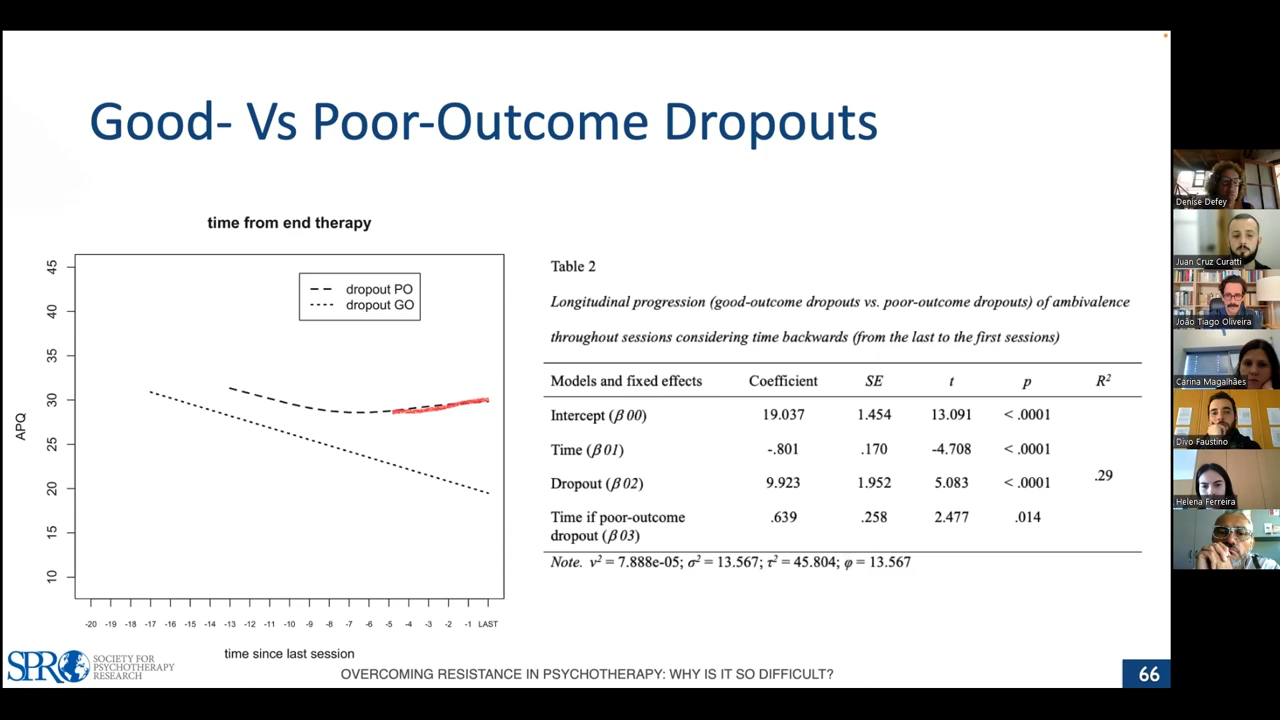 Good- Vs Poor-Outcome Dropouts
time from end therapy
dropout PO
dropout GO
45
40
35
30
25
20
15
10
APQ
-20 -19 -18 -17 -16 -15 -14 -13 -12 -11 -10 -9 -8 -7 -6 -5 -4 -3 -2 -1 LAST
time since last session
Table 2
Longitudinal progression (good-outcome dropouts vs. poor-outcome dropouts) of ambivalence
throughout sessions considering time backwards (from the last to the first sessions)
Models and fixed effects Coefficient SE t p R²
Intercept (β00) 19.037 1.454 13.091 < .0001
Time (β01) -.801 .170 -4.708 < .0001
Dropout (β02) 9.923 1.952 5.083 < .0001
.29
Time if poor-outcome .639 .258 2.477 .014
dropout (β03)
Note. ν² = 7.888e-05; σ² = 13.567; τ² = 45.804; φ = 13.567
SPR SOCIETY FOR
PSYCHOTHERAPY
RESEARCH
OVERCOMING RESISTANCE IN PSYCHOTHERAPY: WHY IS IT SO DIFFICULT?
66
Denise Defey
Juan Cruz Curatti
João Tiago Oliveira
Carina Magalhães
Divo Faustino
Helena Ferreira